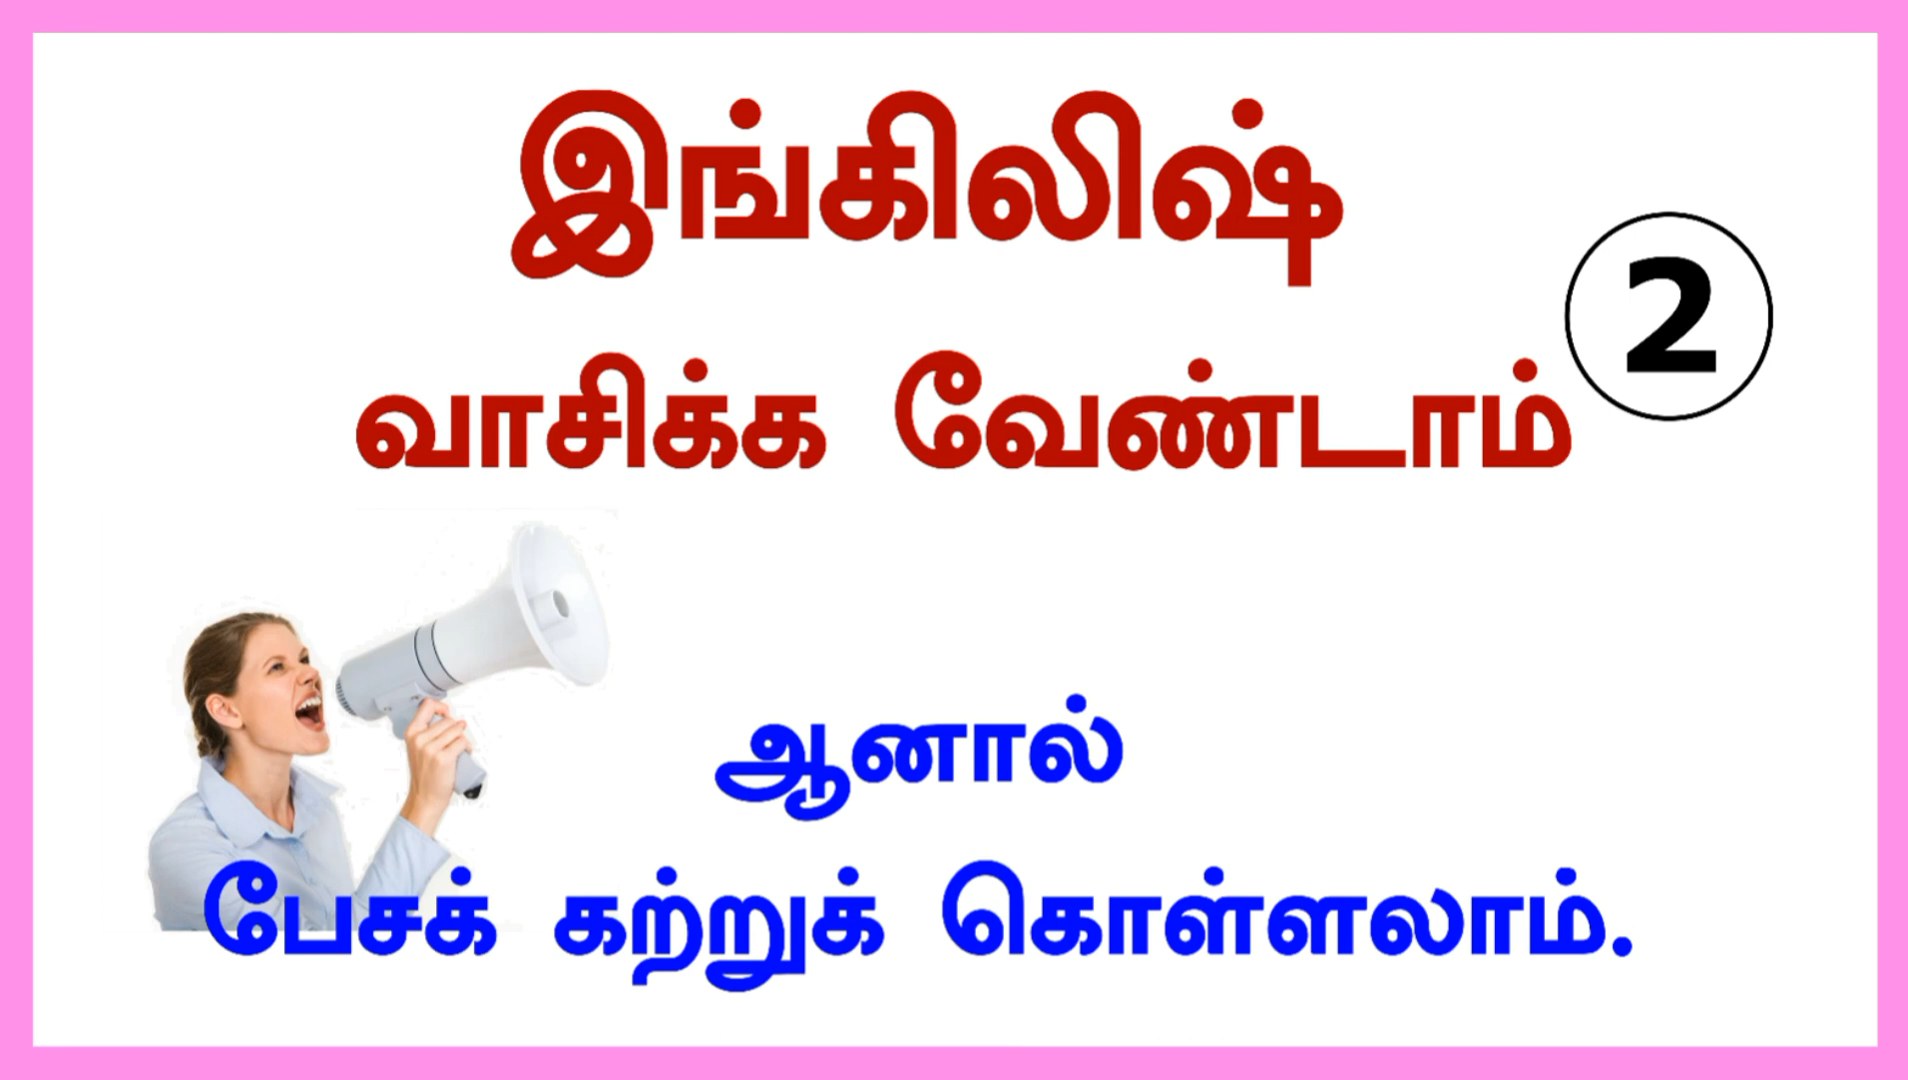 இங்கிலிஷ்
2
வாசிக்க வேண்டாம்
ஆனால்
பேசக் கற்றுக் கொள்ளலாம்.